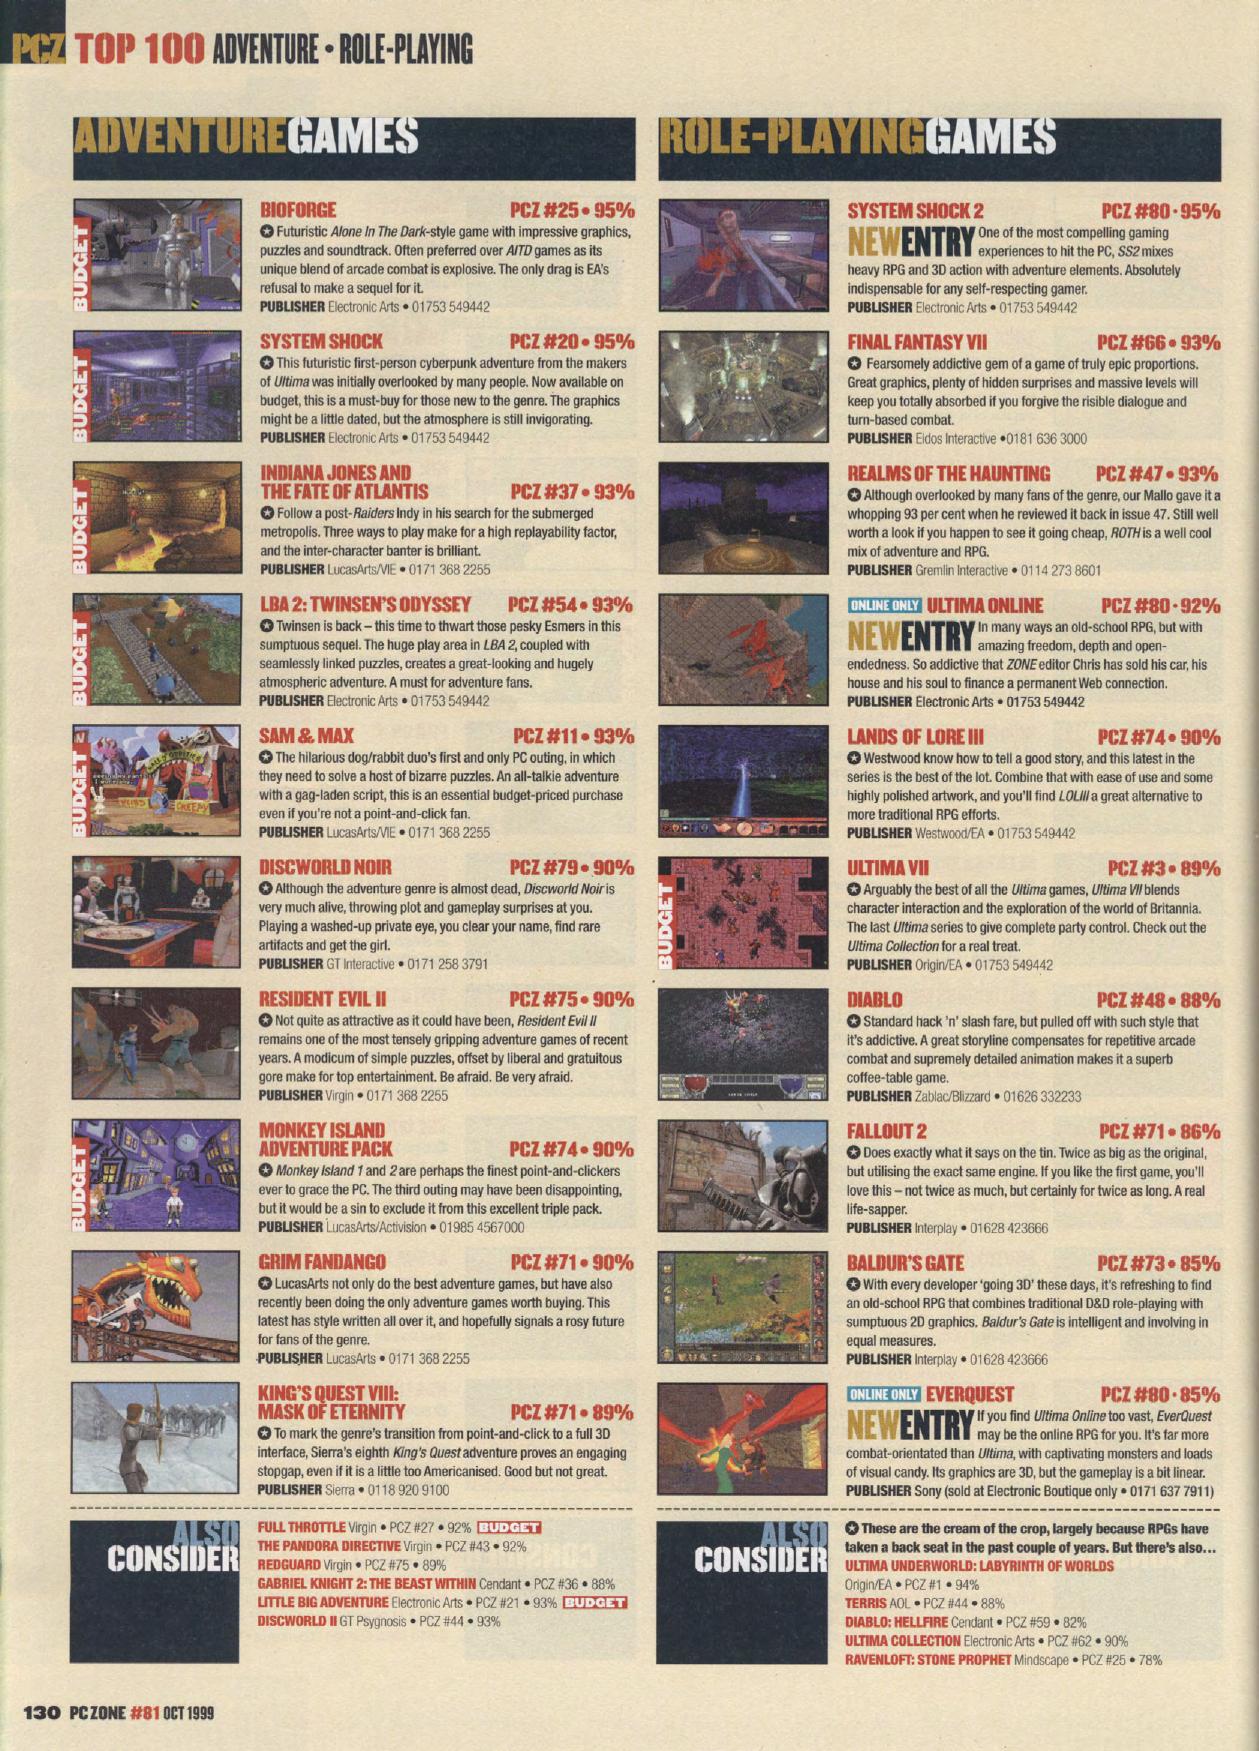 PCZ TOP 100 ADVENTURE • ROLE-PLAYING
ADVENTUREGAMES
BUDGET
BIOFORGE PCZ #25 • 95%
Futuristic Alone In The Dark-style game with impressive graphics,
puzzles and soundtrack. Often preferred over AITD games as its
unique blend of arcade combat is explosive. The only drag is EA's
refusal to make a sequel for it.
PUBLISHER Electronic Arts • 01753 549442
BUDGET
SYSTEM SHOCK PCZ #20 • 95%
This futuristic first-person cyberpunk adventure from the makers
of Ultima was initially overlooked by many people. Now available on
budget, this is a must-buy for those new to the genre. The graphics
might be a little dated, but the atmosphere is still invigorating.
PUBLISHER Electronic Arts • 01753 549442
BUDGET
INDIANA JONES AND
THE FATE OF ATLANTIS PCZ #37 • 93%
Follow a post-Raiders Indy in his search for the submerged
metropolis. Three ways to play make for a high replayability factor,
and the inter-character banter is brilliant.
PUBLISHER LucasArts/VIE • 0171 368 2255
BUDGET
LBA 2: TWINSEN'S ODYSSEY PCZ #54 • 93%
Twinsen is back – this time to thwart those pesky Esmers in this
sumptuous sequel. The huge play area in LBA 2, coupled with
seamlessly linked puzzles, creates a great-looking and hugely
atmospheric adventure. A must for adventure fans.
PUBLISHER Electronic Arts • 01753 549442
BUDGET
SAM & MAX PCZ #11 • 93%
The hilarious dog/rabbit duo's first and only PC outing, in which
they need to solve a host of bizarre puzzles. An all-talkie adventure
with a gag-laden script, this is an essential budget-priced purchase
even if you're not a point-and-click fan.
PUBLISHER LucasArts/VIE • 0171 368 2255
DISCWORLD NOIR PCZ #79 • 90%
Although the adventure genre is almost dead, Discworld Noir is
very much alive, throwing plot and gameplay surprises at you.
Playing a washed-up private eye, you clear your name, find rare
artifacts and get the girl.
PUBLISHER GT Interactive • 0171 258 3791
RESIDENT EVIL II PCZ #75 • 90%
Not quite as attractive as it could have been, Resident Evil II
remains one of the most tensely gripping adventure games of recent
years. A modicum of simple puzzles, offset by liberal and gratuitous
gore make for top entertainment. Be afraid. Be very afraid.
PUBLISHER Virgin • 0171 368 2255
BUDGET
MONKEY ISLAND
ADVENTURE PACK PCZ #74 • 90%
Monkey Island 1 and 2 are perhaps the finest point-and-clickers
ever to grace the PC. The third outing may have been disappointing,
but it would be a sin to exclude it from this excellent triple pack.
PUBLISHER LucasArts/Activision • 01985 4567000
GRIM FANDANGO PCZ #71 • 90%
LucasArts not only do the best adventure games, but have also
recently been doing the only adventure games worth buying. This
latest has style written all over it, and hopefully signals a rosy future
for fans of the genre.
PUBLISHER LucasArts • 0171 368 2255
KING'S QUEST VIII:
MASK OF ETERNITY PCZ #71 • 89%
To mark the genre's transition from point-and-click to a full 3D
interface, Sierra's eighth King's Quest adventure proves an engaging
stopgap, even if it is a little too Americanised. Good but not great.
PUBLISHER Sierra • 0118 920 9100
ALSO
CONSIDER
FULL THROTTLE Virgin • PCZ #27 • 92% BUDGET
THE PANDORA DIRECTIVE Virgin • PCZ #43 • 92%
REDGUARD Virgin • PCZ #75 • 89%
GABRIEL KNIGHT 2: THE BEAST WITHIN Cendant • PCZ #36 • 88%
LITTLE BIG ADVENTURE Electronic Arts • PCZ #21 • 93% BUDGET
DISCWORLD II GT Psygnosis • PCZ #44 • 93%
ROLE-PLAYINGGAMES
SYSTEM SHOCK 2 PCZ #80 • 95%
NEWENTRY One of the most compelling gaming
experiences to hit the PC, SS2 mixes
heavy RPG and 3D action with adventure elements. Absolutely
indispensable for any self-respecting gamer.
PUBLISHER Electronic Arts • 01753 549442
FINAL FANTASY VII PCZ #66 • 93%
Fearsomely addictive gem of a game of truly epic proportions.
Great graphics, plenty of hidden surprises and massive levels will
keep you totally absorbed if you forgive the risible dialogue and
turn-based combat.
PUBLISHER Eidos Interactive •0181 636 3000
REALMS OF THE HAUNTING PCZ #47 • 93%
Although overlooked by many fans of the genre, our Mallo gave it a
whopping 93 per cent when he reviewed it back in issue 47. Still well
worth a look if you happen to see it going cheap, ROTH is a well cool
mix of adventure and RPG.
PUBLISHER Gremlin Interactive • 0114 273 8601
ONLINE ONLY ULTIMA ONLINE PCZ #80 • 92%
NEWENTRY In many ways an old-school RPG, but with
amazing freedom, depth and open-
endedness. So addictive that ZONE editor Chris has sold his car, his
house and his soul to finance a permanent Web connection.
PUBLISHER Electronic Arts • 01753 549442
LANDS OF LORE III PCZ #74 • 90%
Westwood know how to tell a good story, and this latest in the
series is the best of the lot. Combine that with ease of use and some
highly polished artwork, and you'll find LOLIII a great alternative to
more traditional RPG efforts.
PUBLISHER Westwood/EA • 01753 549442
BUDGET
ULTIMA VII PCZ #3 • 89%
Arguably the best of all the Ultima games, Ultima VII blends
character interaction and the exploration of the world of Britannia.
The last Ultima series to give complete party control. Check out the
Ultima Collection for a real treat.
PUBLISHER Origin/EA • 01753 549442
DIABLO PCZ #48 • 88%
Standard hack 'n' slash fare, but pulled off with such style that
it's addictive. A great storyline compensates for repetitive arcade
combat and supremely detailed animation makes it a superb
coffee-table game.
PUBLISHER Zablac/Blizzard • 01626 332233
FALLOUT 2 PCZ #71 • 86%
Does exactly what it says on the tin. Twice as big as the original,
but utilising the exact same engine. If you like the first game, you'll
love this – not twice as much, but certainly for twice as long. A real
life-sapper.
PUBLISHER Interplay • 01628 423666
BALDUR'S GATE PCZ #73 • 85%
With every developer 'going 3D' these days, it's refreshing to find
an old-school RPG that combines traditional D&D role-playing with
sumptuous 2D graphics. Baldur's Gate is intelligent and involving in
equal measures.
PUBLISHER Interplay • 01628 423666
ONLINE ONLY EVERQUEST PCZ #80 • 85%
NEWENTRY If you find Ultima Online too vast, EverQuest
may be the online RPG for you. It's far more
combat-orientated than Ultima, with captivating monsters and loads
of visual candy. Its graphics are 3D, but the gameplay is a bit linear.
PUBLISHER Sony (sold at Electronic Boutique only • 0171 637 7911)
ALSO
CONSIDER
These are the cream of the crop, largely because RPGs have
taken a back seat in the past couple of years. But there's also...
ULTIMA UNDERWORLD: LABYRINTH OF WORLDS
Origin/EA • PCZ #1 • 94%
TERRIS AOL • PCZ #44 • 88%
DIABLO: HELLFIRE Cendant • PCZ #59 • 82%
ULTIMA COLLECTION Electronic Arts • PCZ #62 • 90%
RAVENLOFT: STONE PROPHET Mindscape • PCZ #25 • 78%
130 PC ZONE #81 OCT 1999